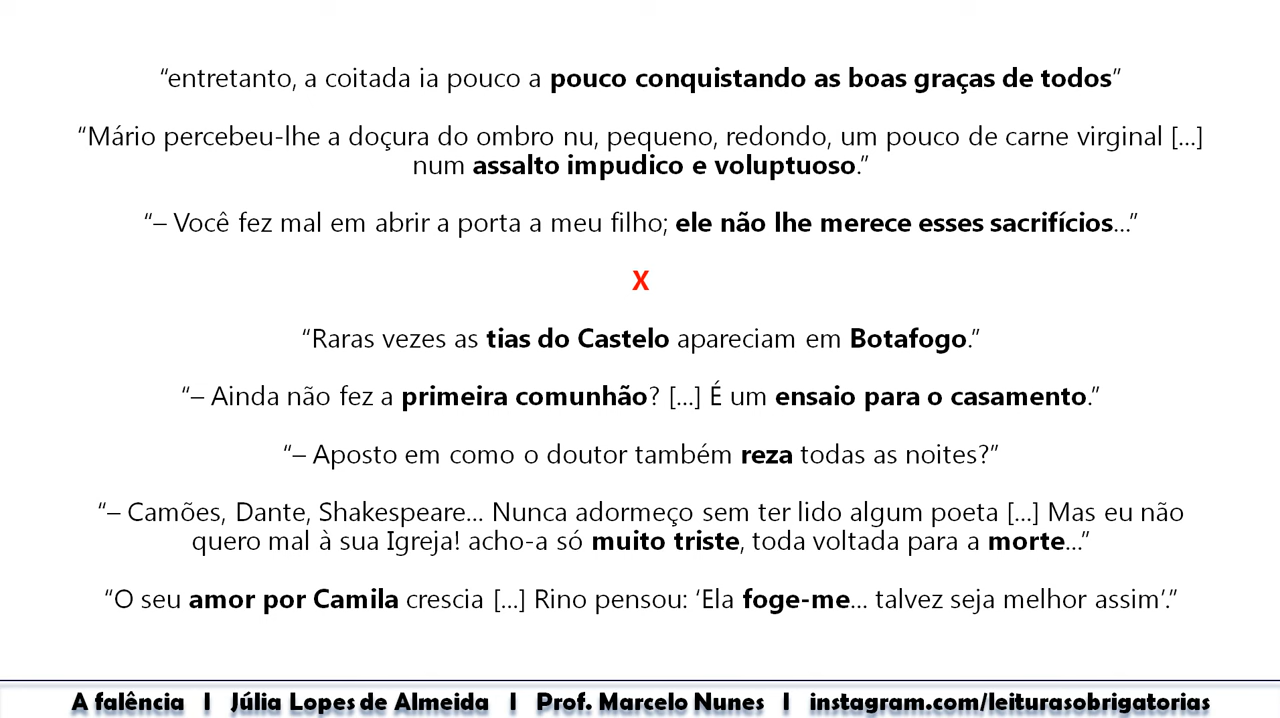 “entretanto, a coitada ia pouco a pouco conquistando as boas graças de todos”
“Mário percebeu-lhe a doçura do ombro nu, pequeno, redondo, um pouco de carne virginal [...]
num assalto impudico e voluptuoso.”
“– Você fez mal em abrir a porta a meu filho; ele não lhe merece esses sacrifícios...”
X
“Raras vezes as tias do Castelo apareciam em Botafogo.”
“– Ainda não fez a primeira comunhão? [...] É um ensaio para o casamento.”
“– Aposto em como o doutor também reza todas as noites?”
“– Camões, Dante, Shakespeare... Nunca adormeço sem ter lido algum poeta [...] Mas eu não
quero mal à sua Igreja! acho-a só muito triste, toda voltada para a morte...”
“O seu amor por Camila crescia [...] Rino pensou: ‘Ela foge-me... talvez seja melhor assim’.”
A falência I Júlia Lopes de Almeida I Prof. Marcelo Nunes I instagram.com/leiturasobrigatorias